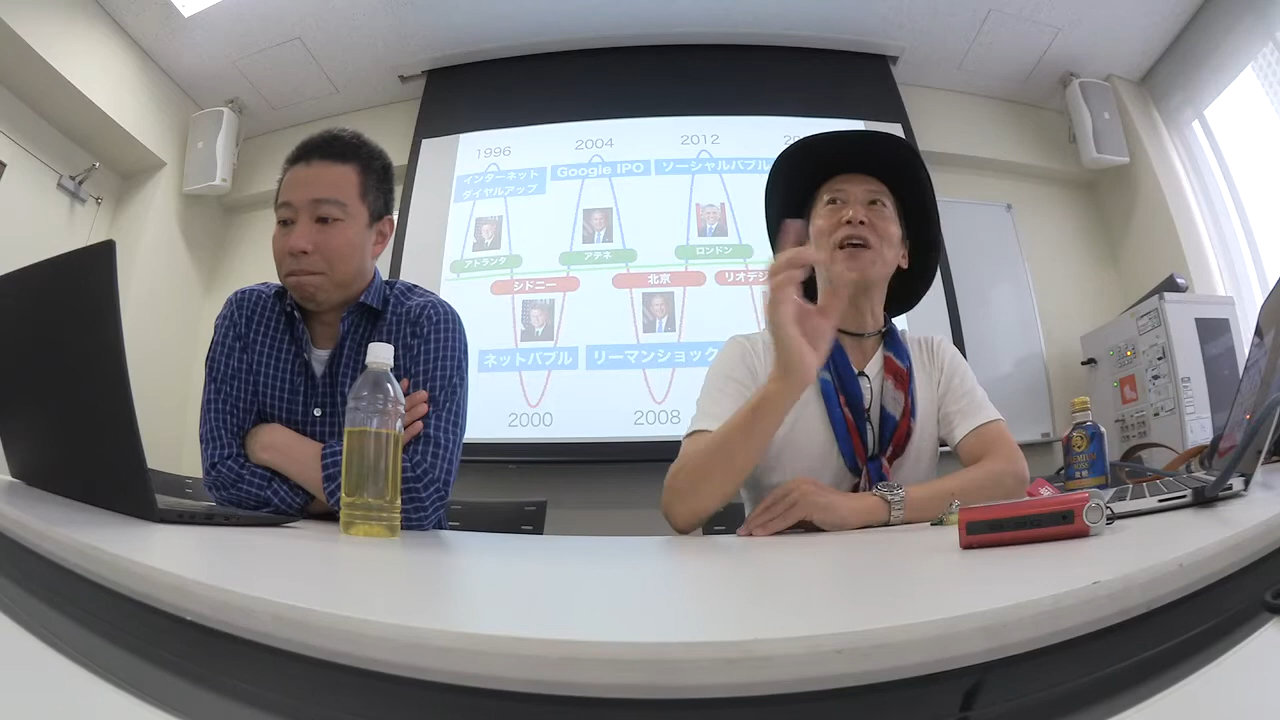 1996
2004
2012
インターネット
ダイヤルアップ
Google IPO
ソーシャルバブル
アトランタ
アテネ
ロンドン
シドニー
北京
リオデジ
ネットバブル
リーマンショック
2000
2008
PREMIUM
BOSS